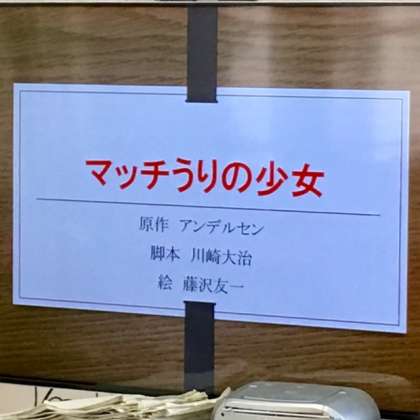 マッチうりの少女
原作 アンデルセン
脚本 川崎大治
絵 藤沢友一